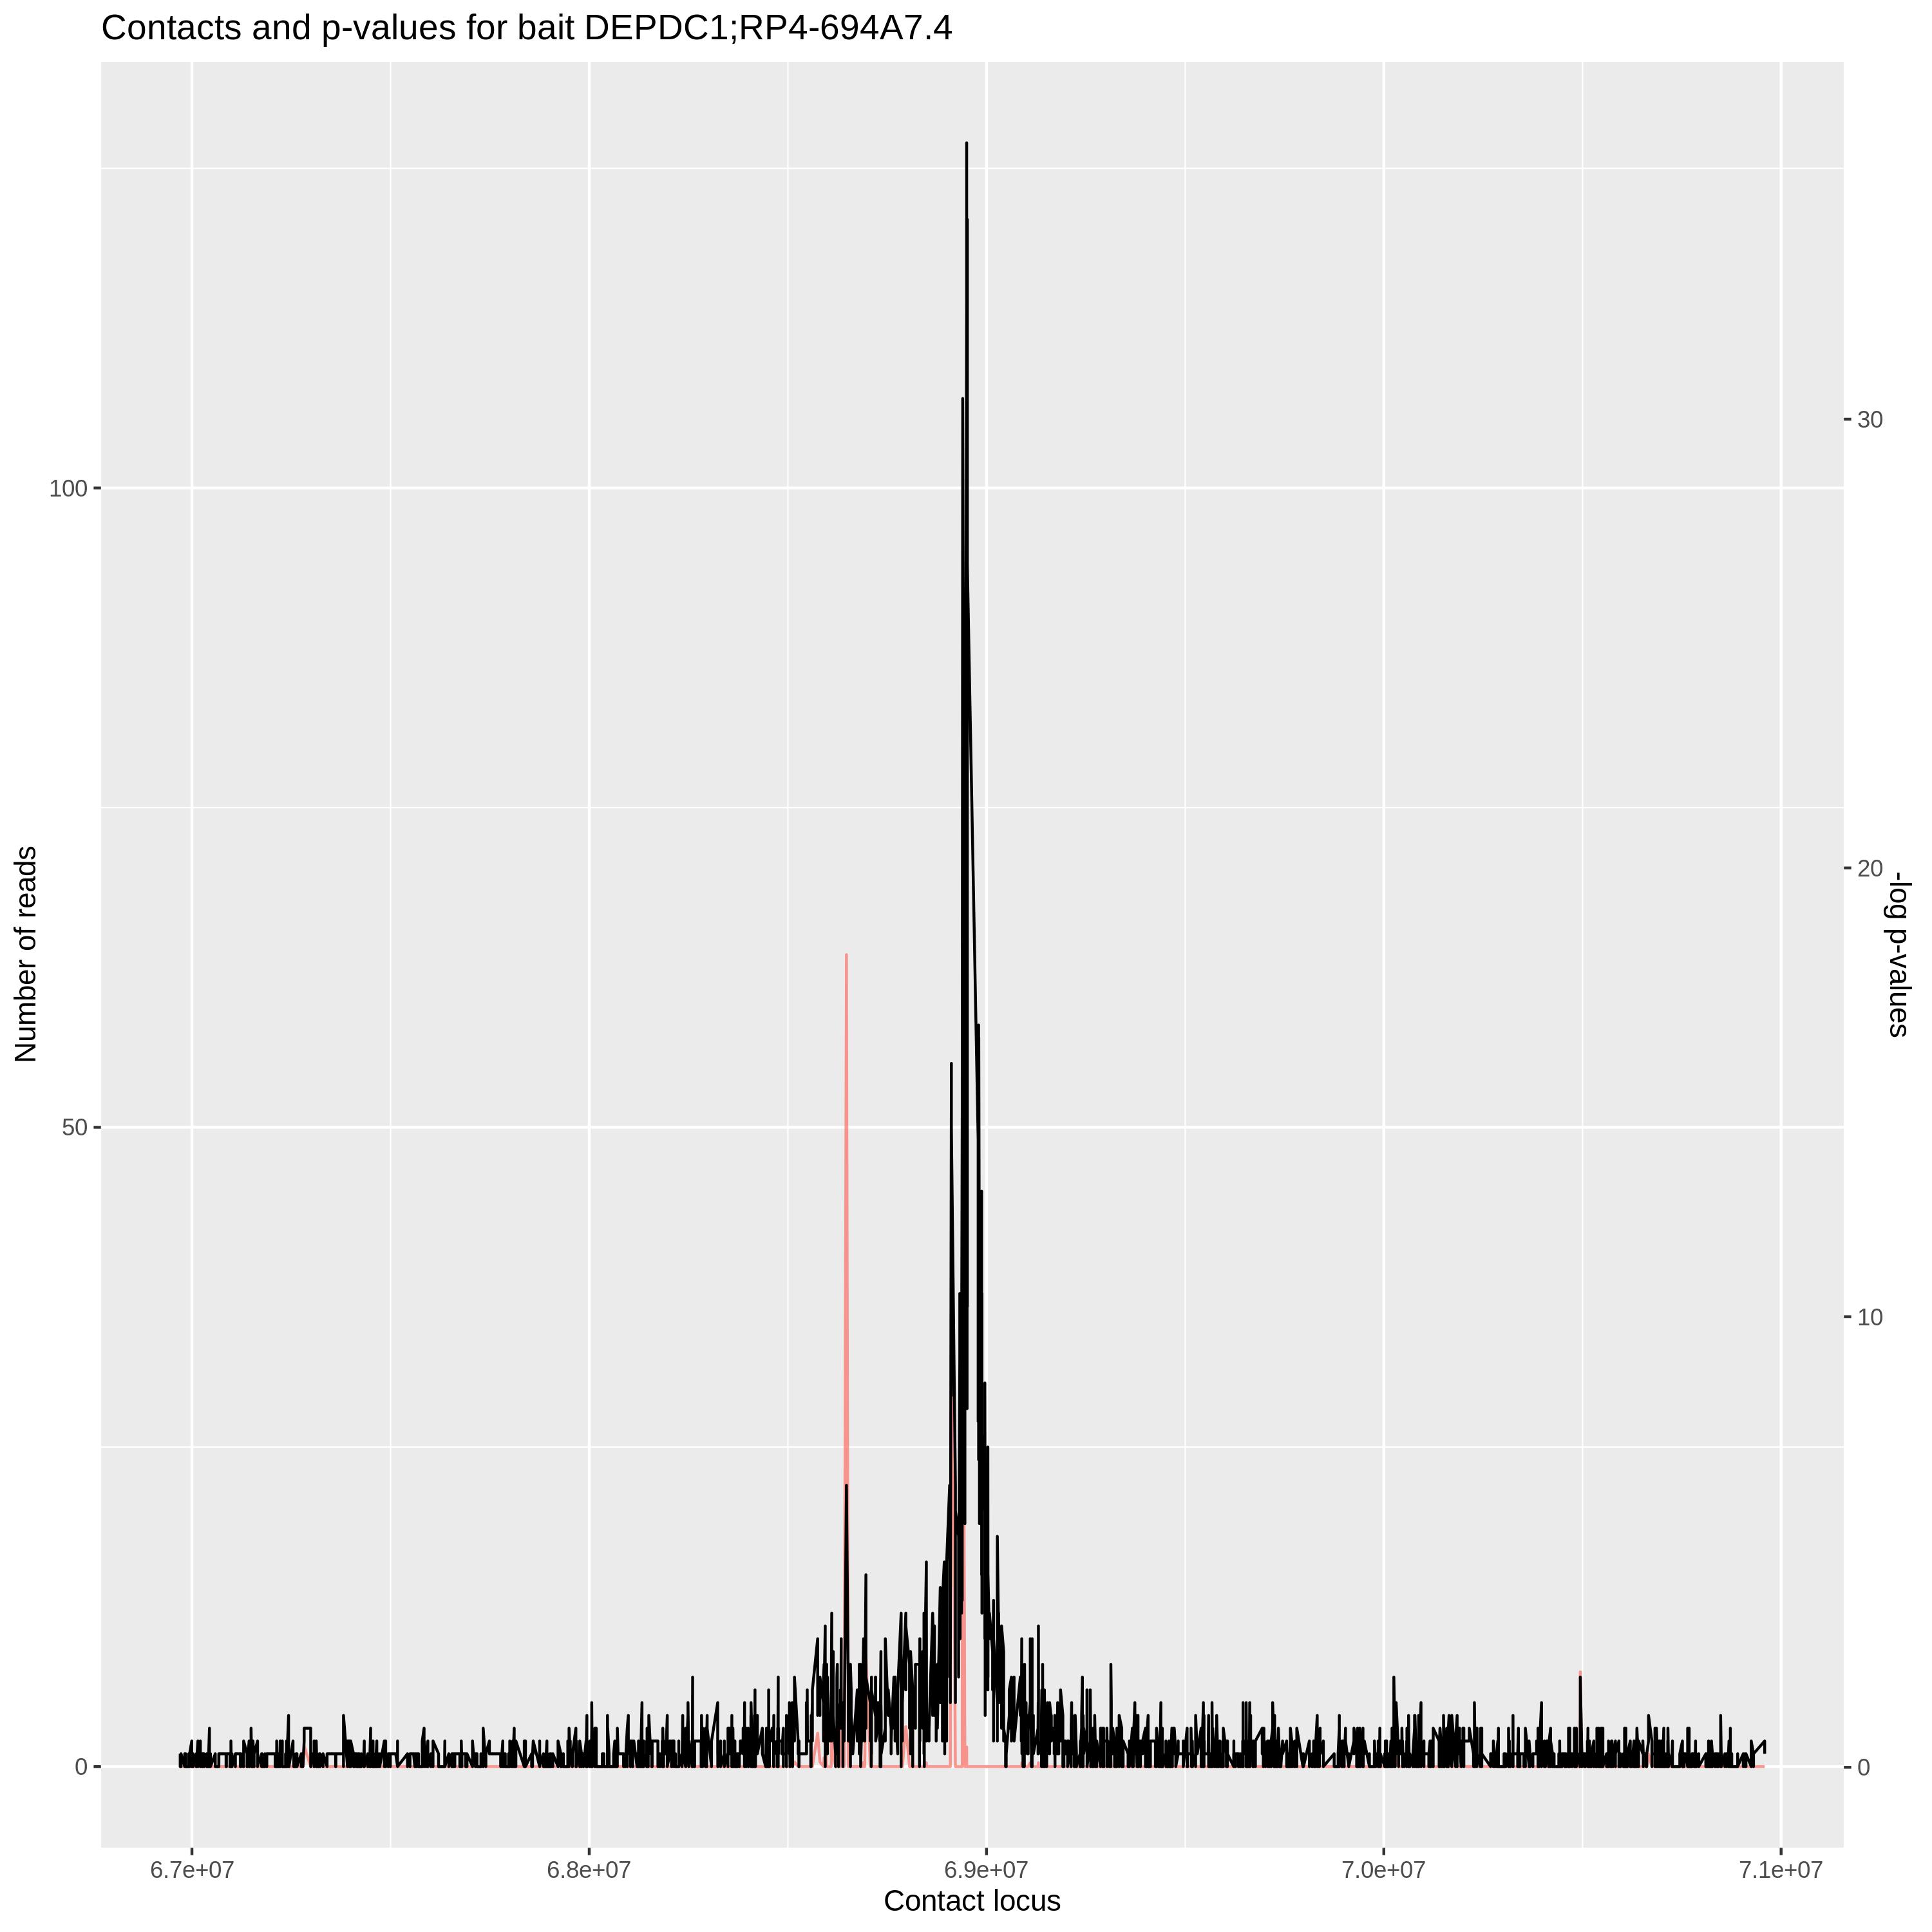 Contacts and p-values for bait DEPDC1;RP4-694A7.4
Number of reads
100
50
0
30
20
10
0
-log p-values
6.7e+07 6.8e+07 6.9e+07 7.0e+07 7.1e+07
Contact locus